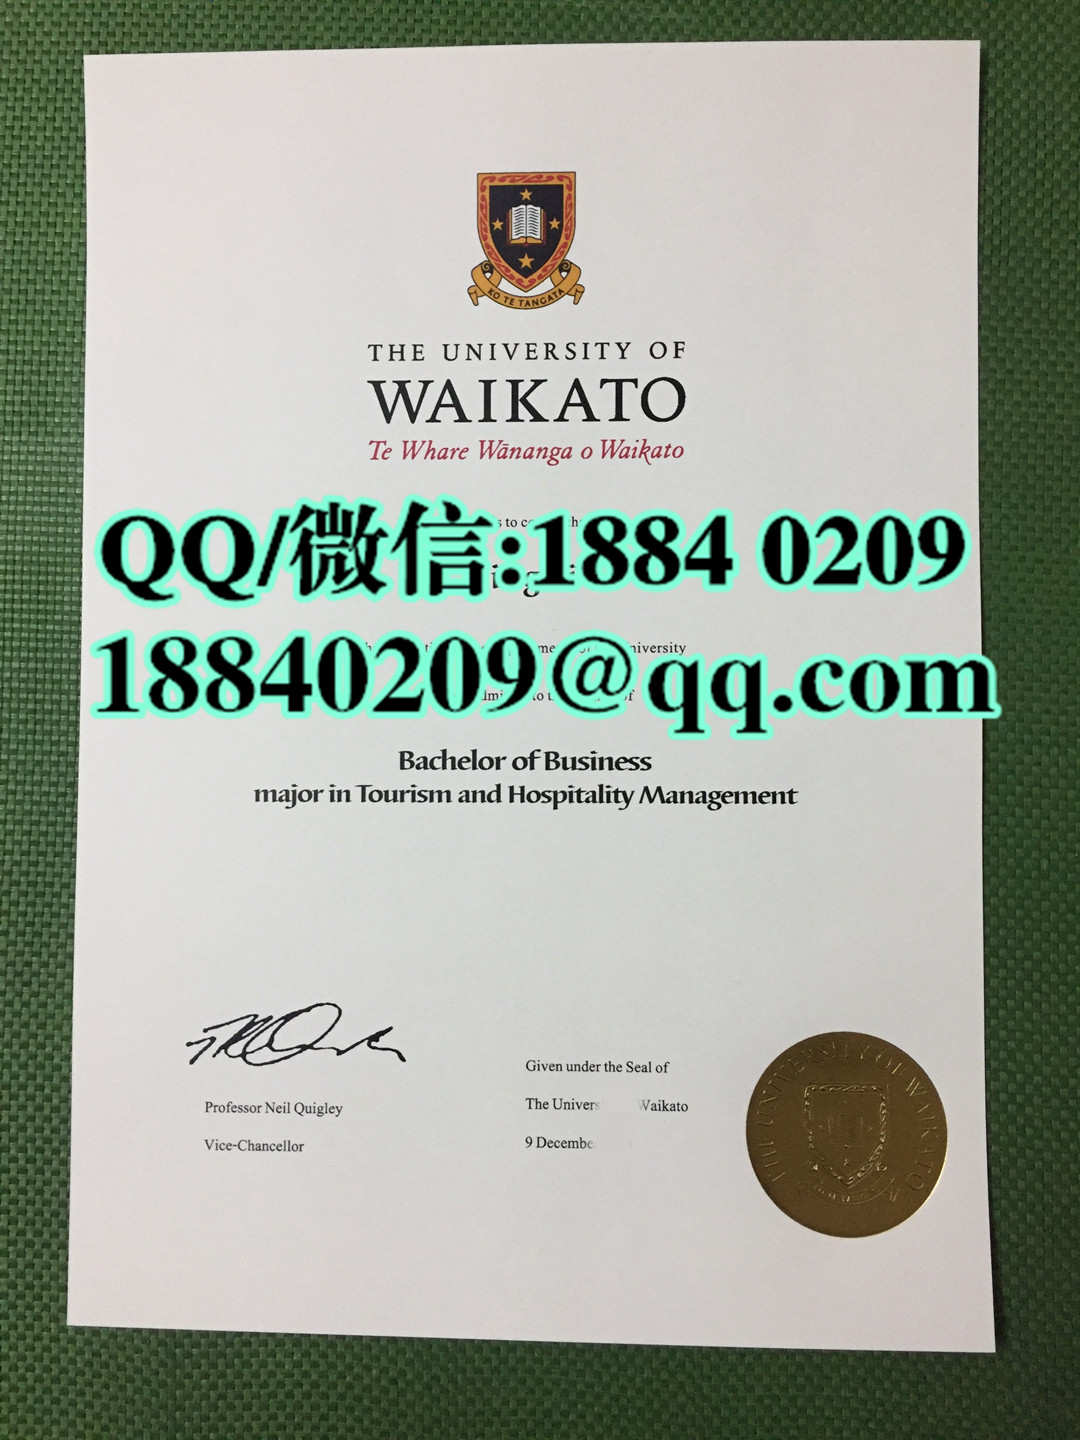 KO TE TANGATA
THE UNIVERSITY OF
WAIKATO
Te Whare Wānanga o Waikato
to
QQ/微信:1884 0209
18840209@qq.com
Bachelor of Business
major in Tourism and Hospitality Management
Professor Neil Quigley
Vice-Chancellor
Given under the Seal of
The Univers Waikato
9 Decembe
THE UNIVERSITY OF WAIKATO